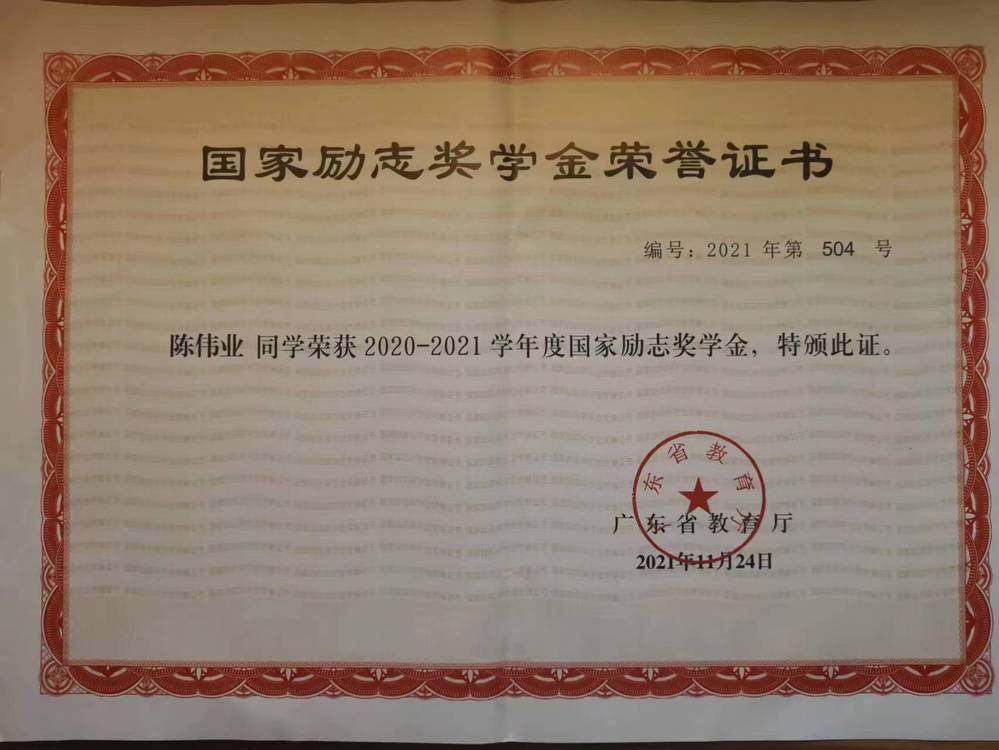 国家励志奖学金荣誉证书
编号：2021 年第 504 号
陈伟业 同学荣获 2020-2021 学年度国家励志奖学金，特颁此证。
广东省教育厅
广东省教育厅
2021年11月24日